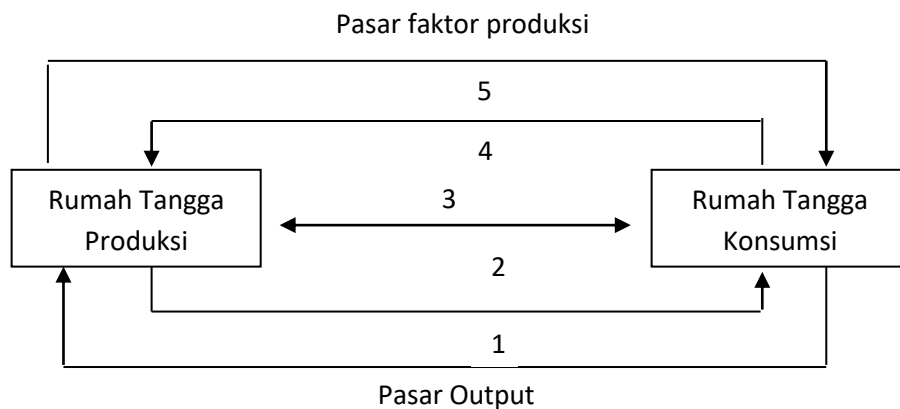 Pasar faktor produksi
5
4
Rumah Tangga
Produksi
3
Rumah Tangga
Konsumsi
2
1
Pasar Output